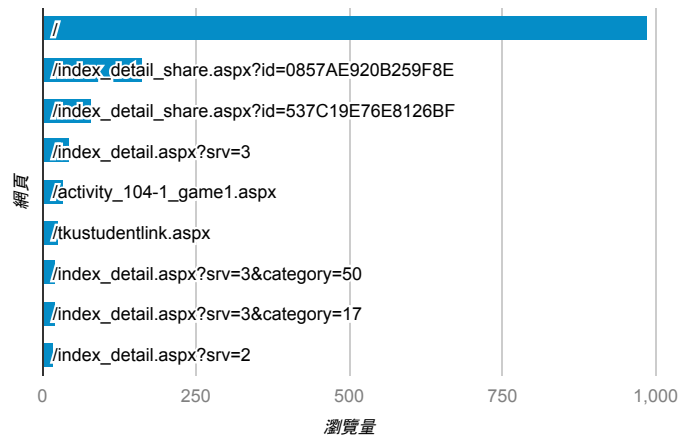 /
/index_detail_share.aspx?id=0857AE920B259F8E
/index_detail_share.aspx?id=537C19E76E8126BF
/index_detail.aspx?srv=3
/activity_104-1_game1.aspx
/tkustudentlink.aspx
/index_detail.aspx?srv=3&category=50
/index_detail.aspx?srv=3&category=17
/index_detail.aspx?srv=2
網頁
0 250 500 750 1,000
瀏覽量